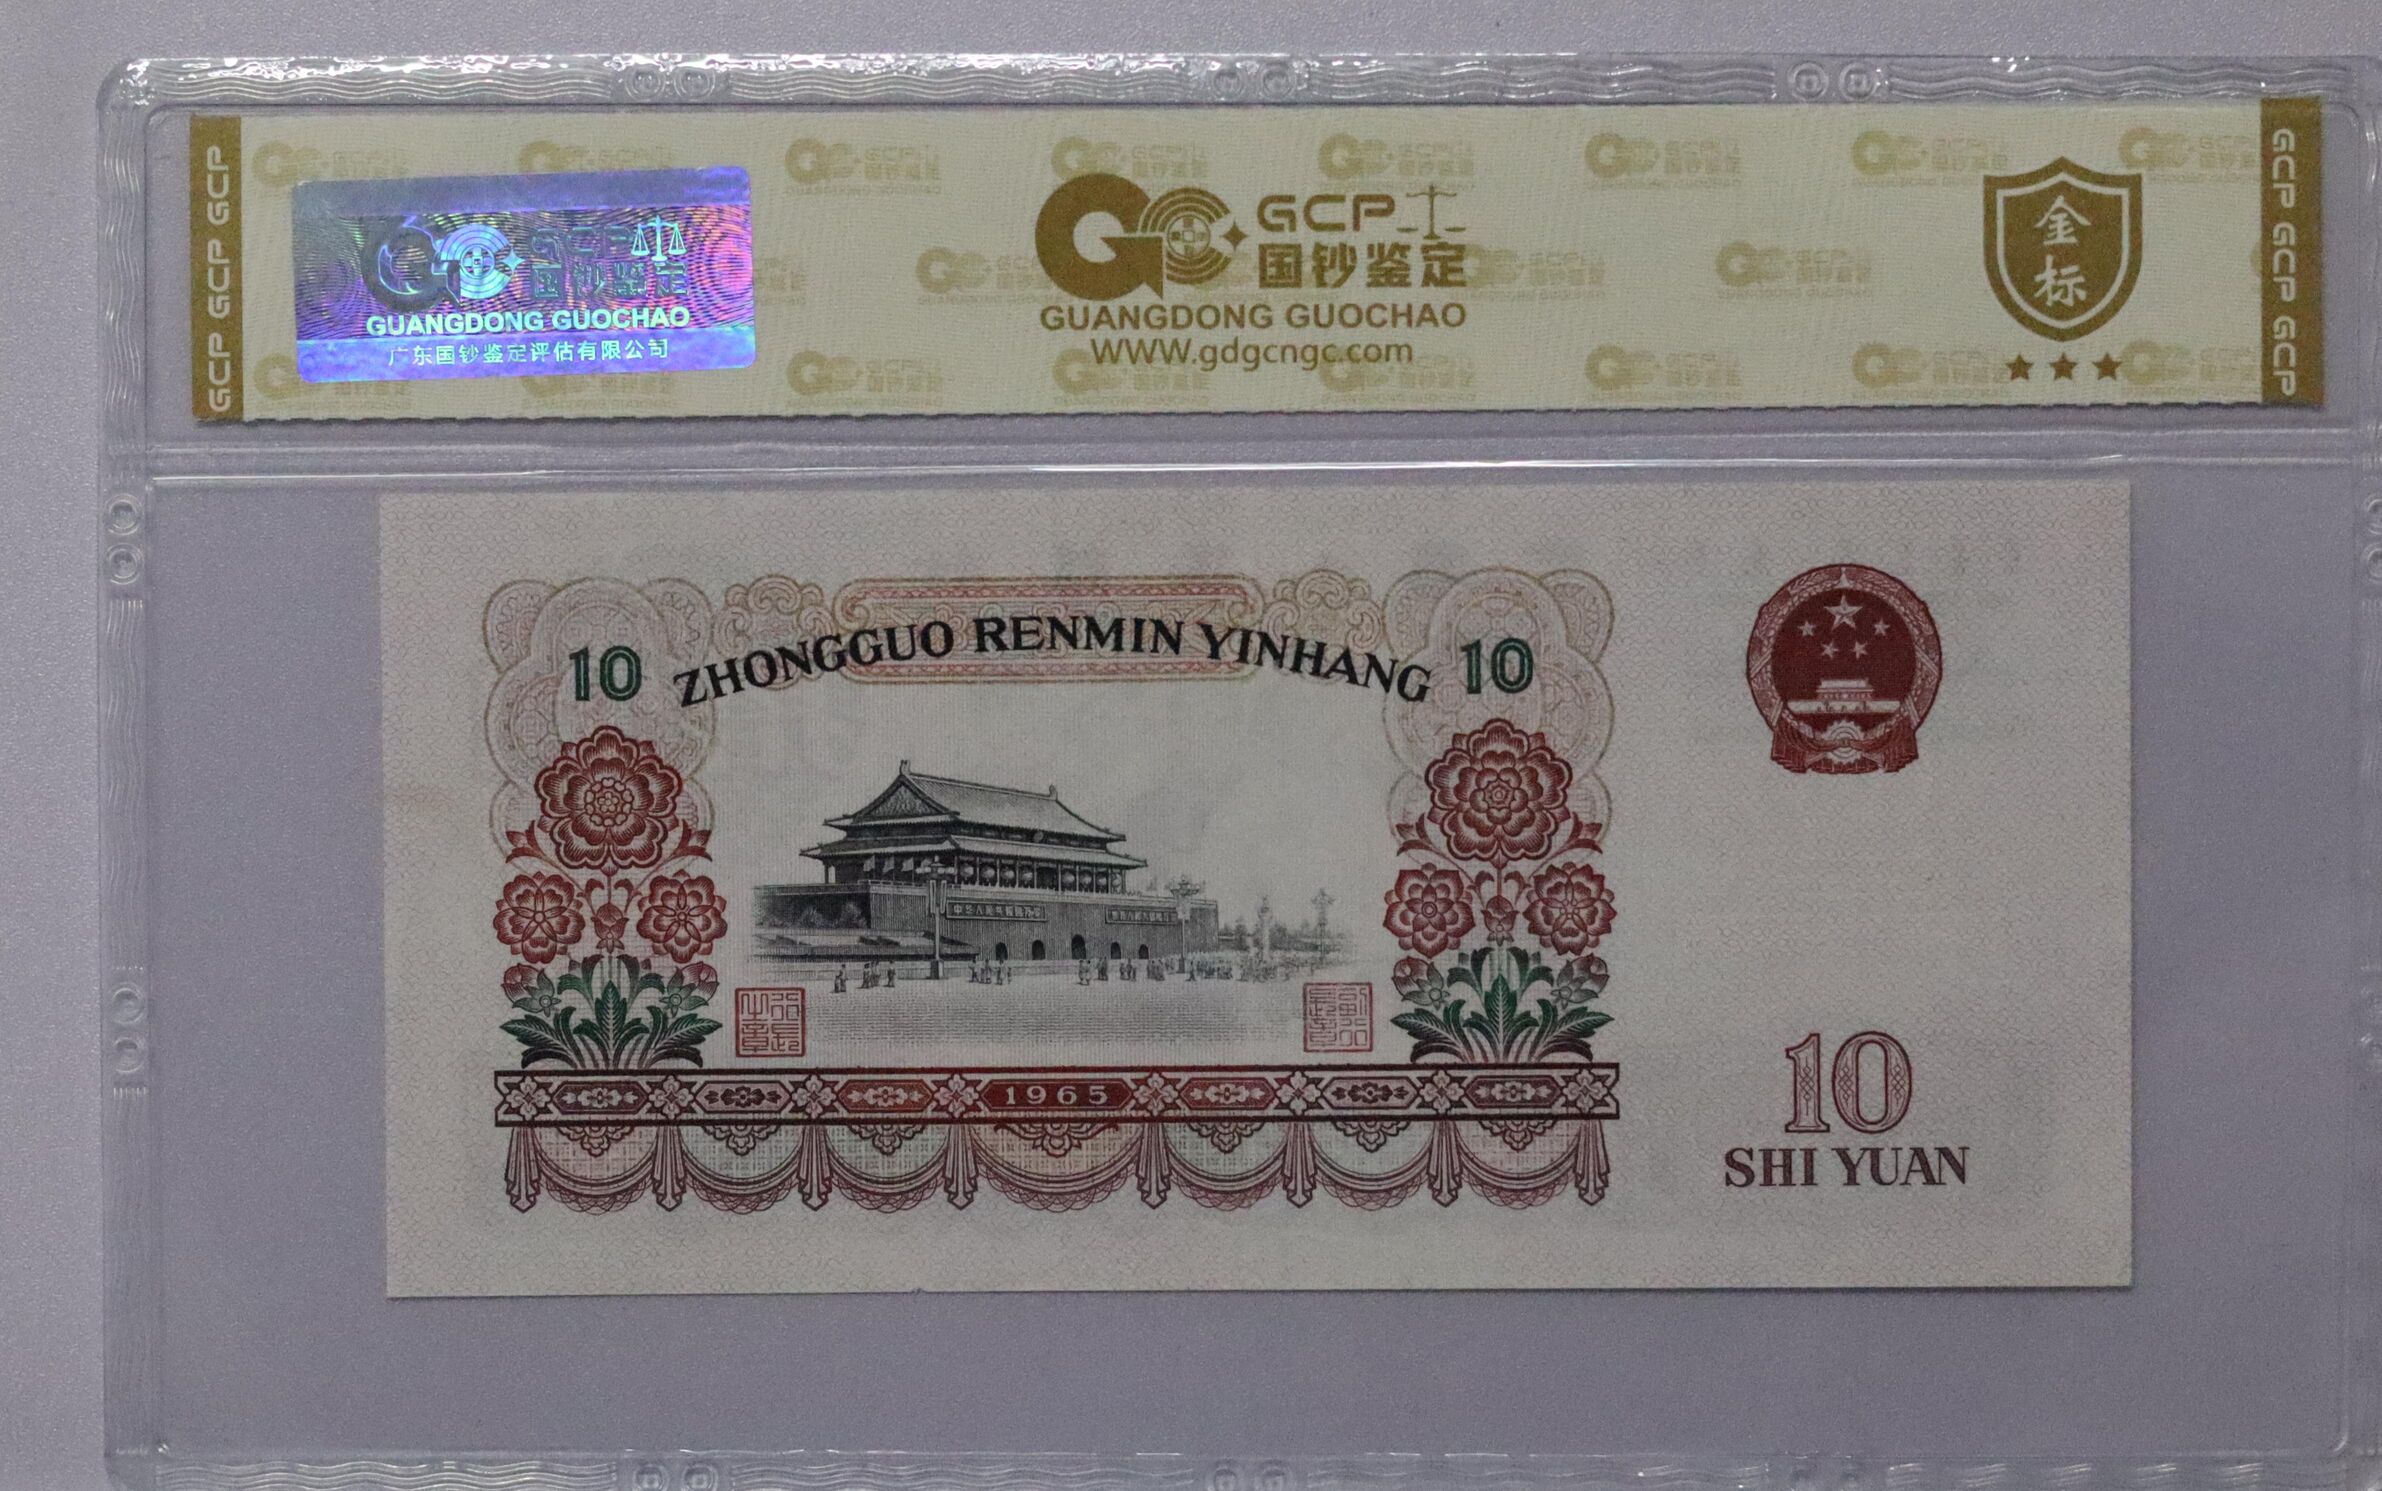 GCP GCP GCP
GCP
国钞鉴定
GUANGDONG GUOCHAO
广东国钞鉴定评估有限公司
GCP
国钞鉴定
GUANGDONG GUOCHAO
WWW.gdgcngc.com
金标
GCP GCP GCP
10 ZHONGGUO RENMIN YINHANG 10
1965
10
SHI YUAN